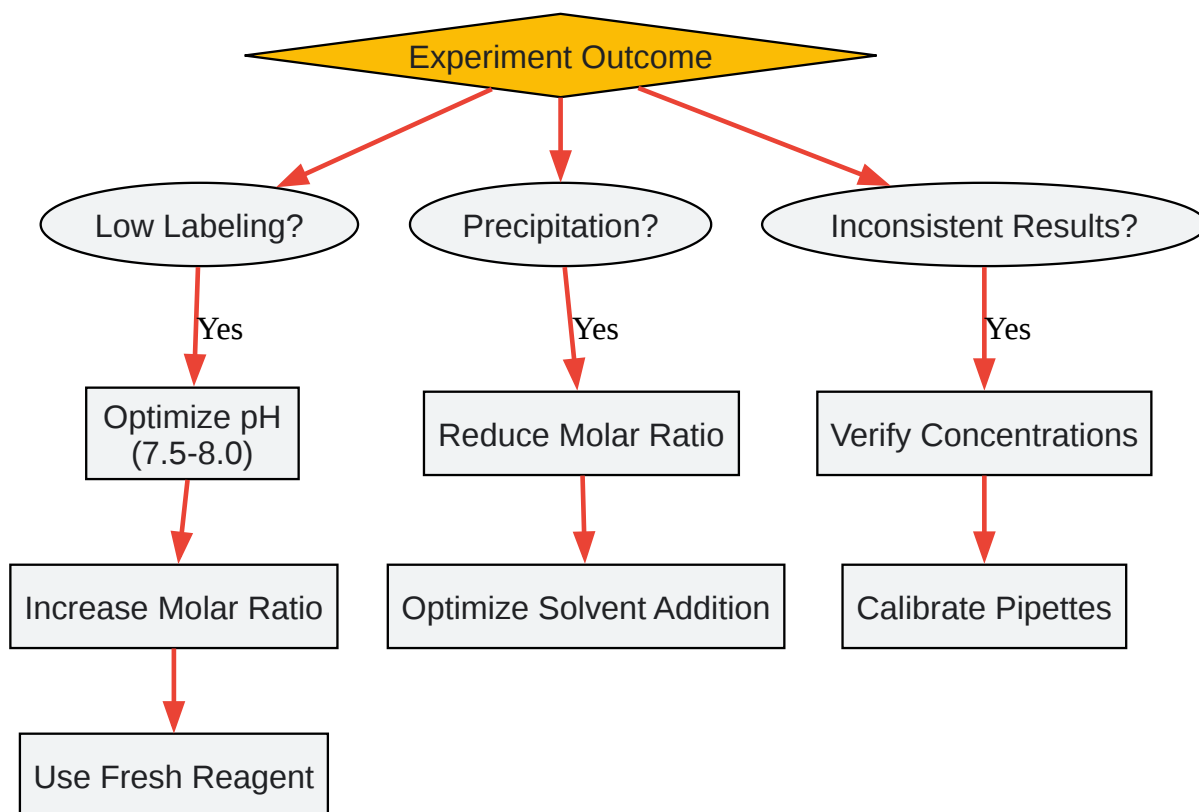 Experiment Outcome
Low Labeling?
Precipitation?
Inconsistent Results?
Yes
Yes
Yes
Optimize pH
(7.5-8.0)
Reduce Molar Ratio
Verify Concentrations
Increase Molar Ratio
Optimize Solvent Addition
Calibrate Pipettes
Use Fresh Reagent